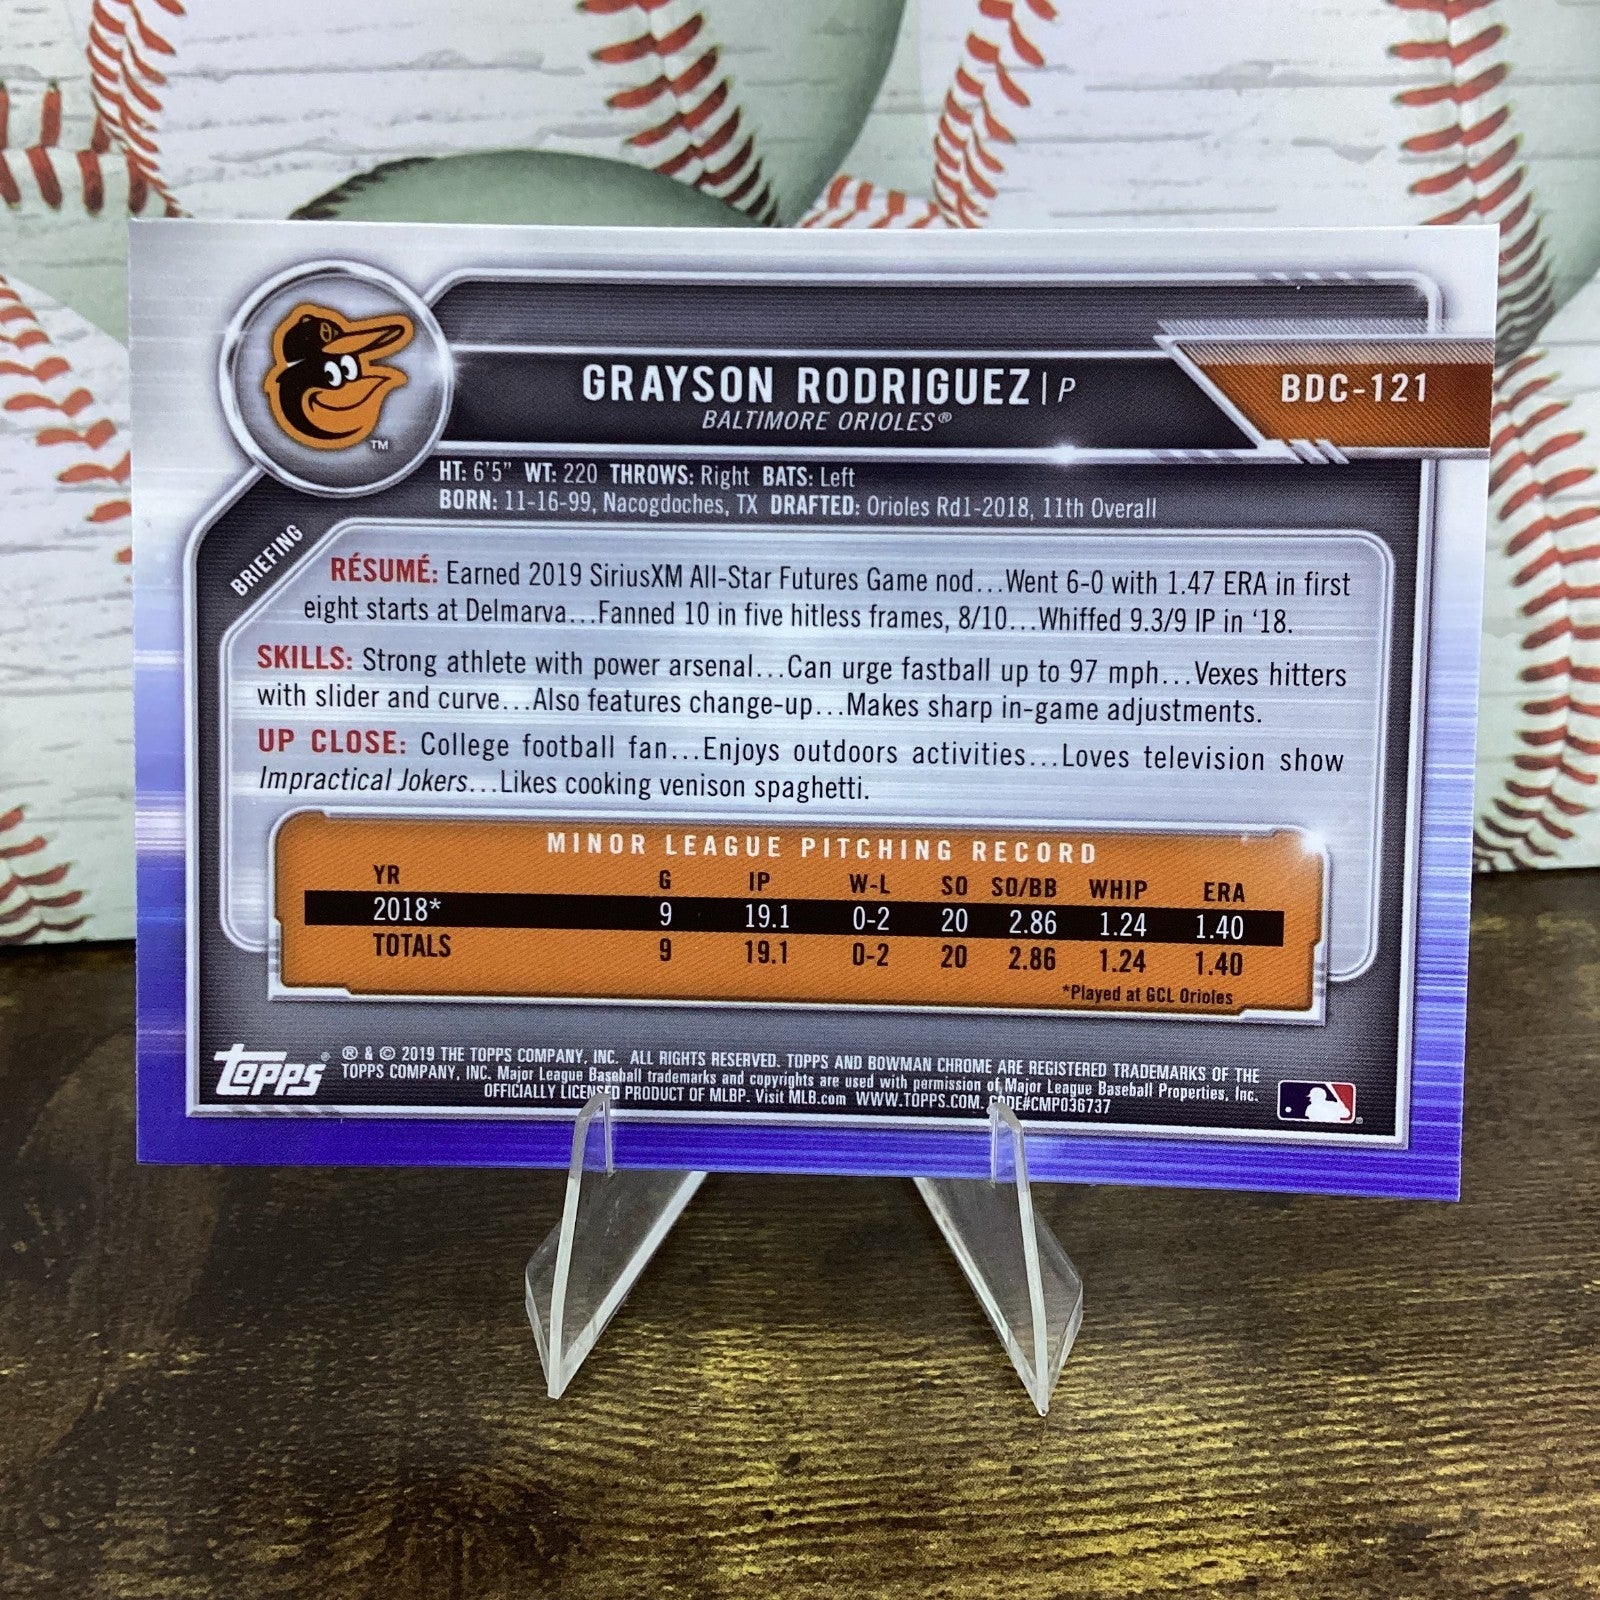 GRAYSON RODRIGUEZ | P
BDC-121
BALTIMORE ORIOLES®
TM
HT: 6'5" WT: 220 THROWS: Right BATS: Left
BORN: 11-16-99, Nacogdoches, TX DRAFTED: Orioles Rd1-2018, 11th Overall
BRIEFING
RÉSUMÉ: Earned 2019 SiriusXM All-Star Futures Game nod...Went 6-0 with 1.47 ERA in first
eight starts at Delmarva...Fanned 10 in five hitless frames, 8/10...Whiffed 9.3/9 IP in '18.
SKILLS: Strong athlete with power arsenal...Can urge fastball up to 97 mph...Vexes hitters
with slider and curve...Also features change-up...Makes sharp in-game adjustments.
UP CLOSE: College football fan...Enjoys outdoors activities...Loves television show
Impractical Jokers...Likes cooking venison spaghetti.
MINOR LEAGUE PITCHING RECORD
YR G IP W-L SO SO/BB WHIP ERA
2018* 9 19.1 0-2 20 2.86 1.24 1.40
TOTALS 9 19.1 0-2 20 2.86 1.24 1.40
*Played at GCL Orioles
topps®
® & © 2019 THE TOPPS COMPANY, INC. ALL RIGHTS RESERVED. TOPPS AND BOWMAN CHROME ARE REGISTERED TRADEMARKS OF THE
TOPPS COMPANY, INC. Major League Baseball trademarks and copyrights are used with permission of Major League Baseball Properties, Inc.
OFFICIALLY LICENSED PRODUCT OF MLBP. Visit MLB.com WWW.TOPPS.COM. CODE#CMP036737